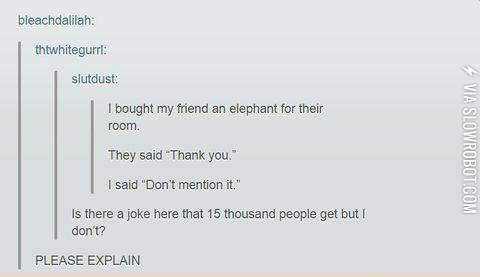 bleachdalilah:
thtwhitegurrl:
slutdust:
I bought my friend an elephant for their
room.
They said “Thank you.”
I said “Don’t mention it.”
Is there a joke here that 15 thousand people get but I
don’t?
PLEASE EXPLAIN
VIA SLOWROBOT.COM